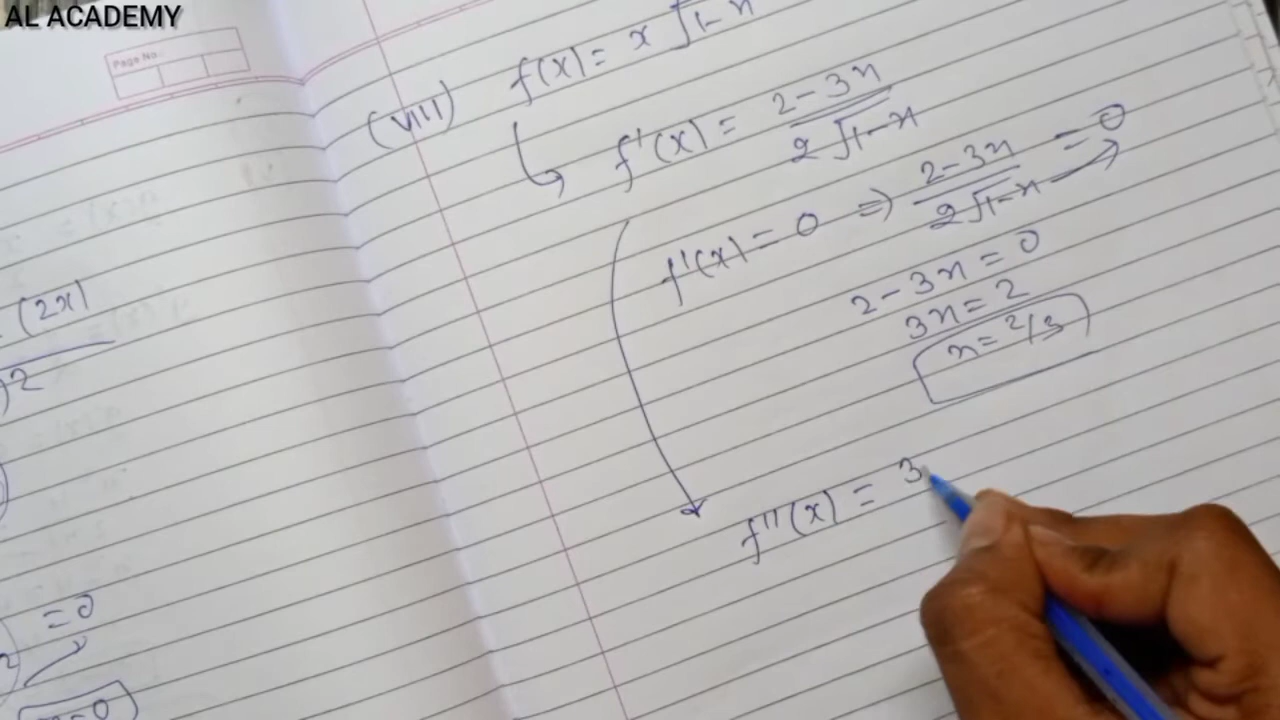 AL ACADEMY
Page No.:
(2x)
)2
= 0
= 0
(VIII) f(x) = x √1-x
f'(x) = 2-3x / 2√1-x
f'(x) = 0 ⇒ 2-3x / 2√1-x = 0
2-3x = 0
3x = 2
x = 2/3
f''(x) = 3